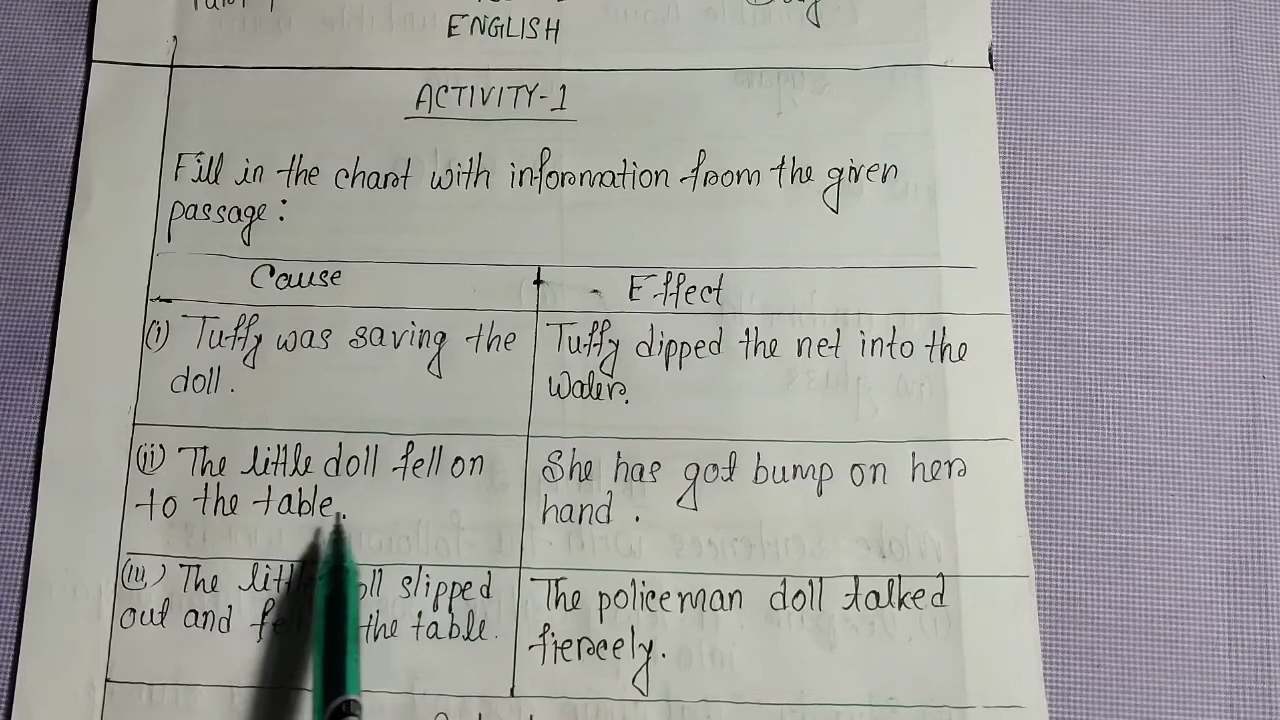 ENGLISH
ACTIVITY-1
Fill in the chart with information from the given
passage:
Cause
Effect
(i) Tuffy was saving the
doll.
Tuffy dipped the net into the
water.
(ii) The little doll fell on
to the table.
She has got bump on her
hand.
(iii) The doll slipped
out and the table.
The policeman doll talked
fiercely.